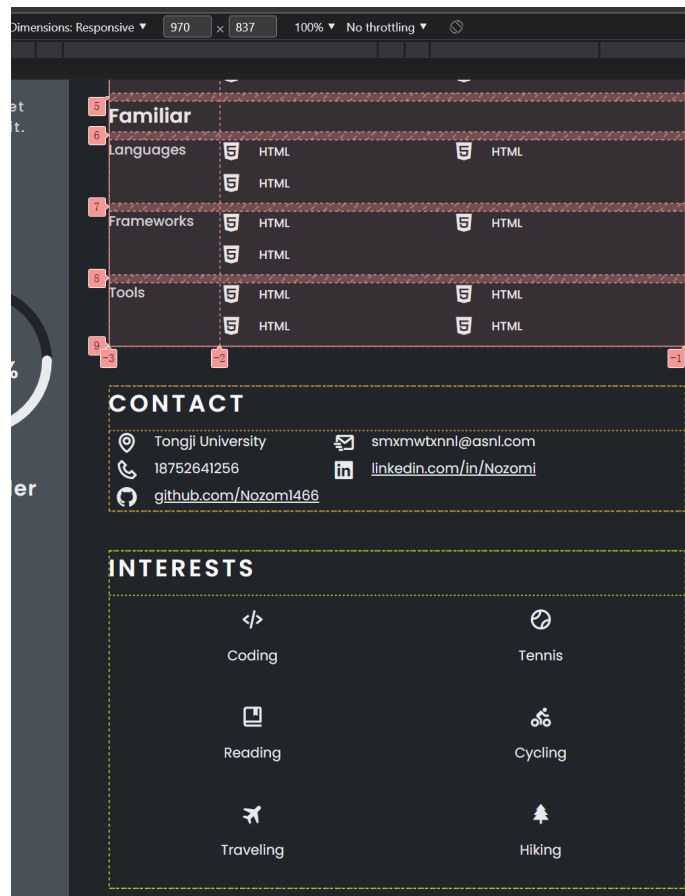 Dimensions: Responsive ▼ 970 × 837 100% ▼ No throttling ▼
et
it.
5 Familiar
6
Languages HTML HTML
HTML
7
Frameworks HTML HTML
HTML
8
Tools HTML HTML
HTML HTML
9
-3 -2 -1
%
CONTACT
Tongji University smxmwtxnnl@asnl.com
18752641256 linkedin.com/in/Nozomi
github.com/Nozom1466
ler
INTERESTS
Coding Tennis
Reading Cycling
Traveling Hiking